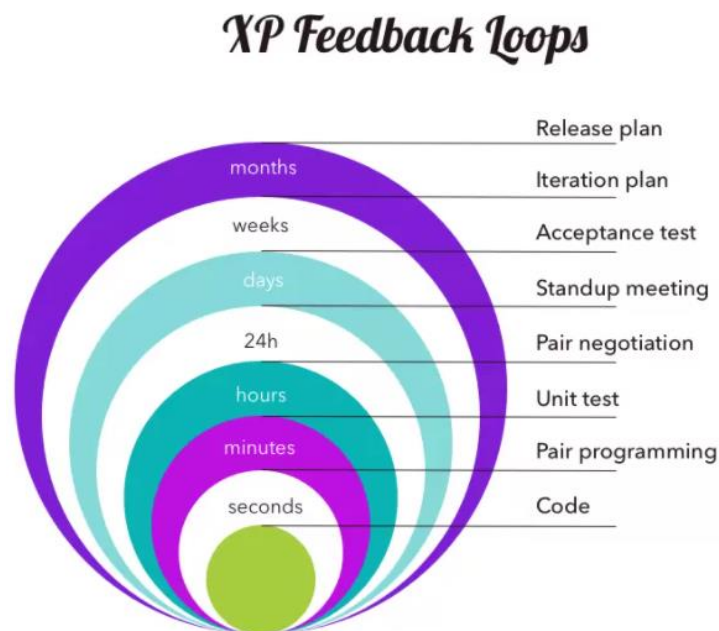 XP Feedback Loops
Release plan
months
Iteration plan
weeks
Acceptance test
days
Standup meeting
24h
Pair negotiation
hours
Unit test
minutes
Pair programming
seconds
Code